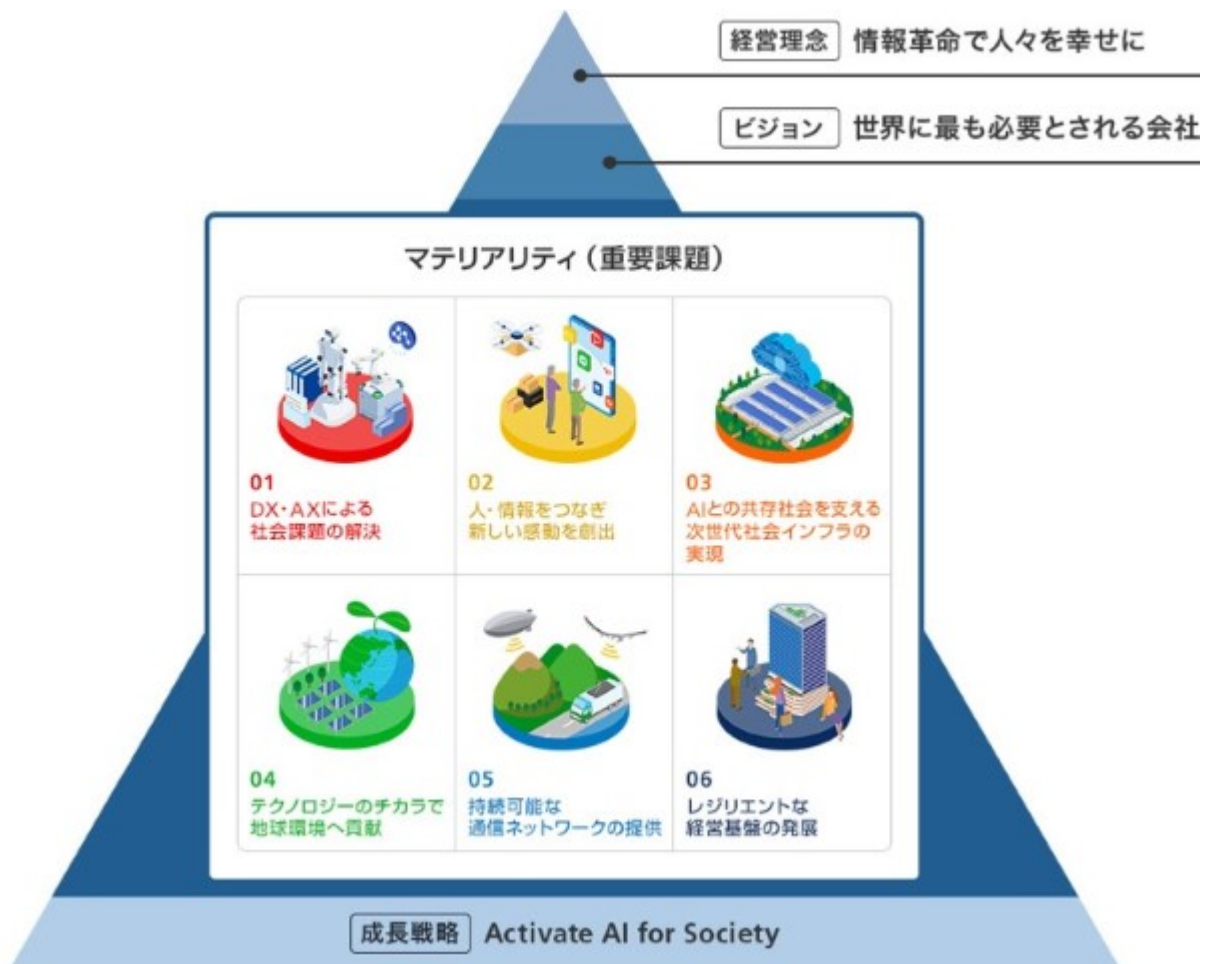 経営理念 情報革命で人々を幸せに
ビジョン 世界に最も必要とされる会社
マテリアリティ（重要課題）
01
DX・AXによる
社会課題の解決
02
人・情報をつなぎ
新しい感動を創出
03
AIとの共存社会を支える
次世代社会インフラの
実現
04
テクノロジーのチカラで
地球環境へ貢献
05
持続可能な
通信ネットワークの提供
06
レジリエントな
経営基盤の発展
成長戦略 Activate AI for Society